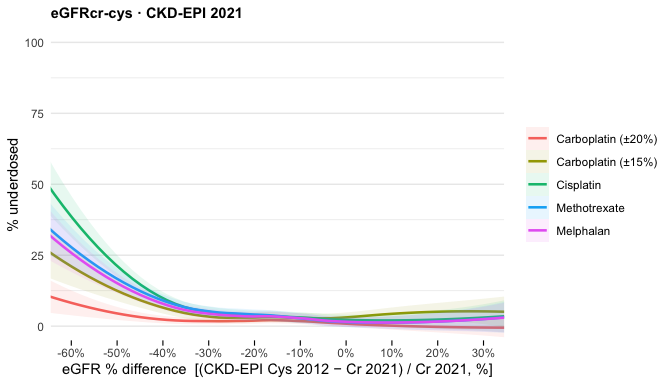 eGFRcr-cys · CKD-EPI 2021
100
75
50
25
0
% underdosed
-60% -50% -40% -30% -20% -10% 0% 10% 20% 30%
eGFR % difference [(CKD-EPI Cys 2012 − Cr 2021) / Cr 2021, %]
Carboplatin (±20%)
Carboplatin (±15%)
Cisplatin
Methotrexate
Melphalan